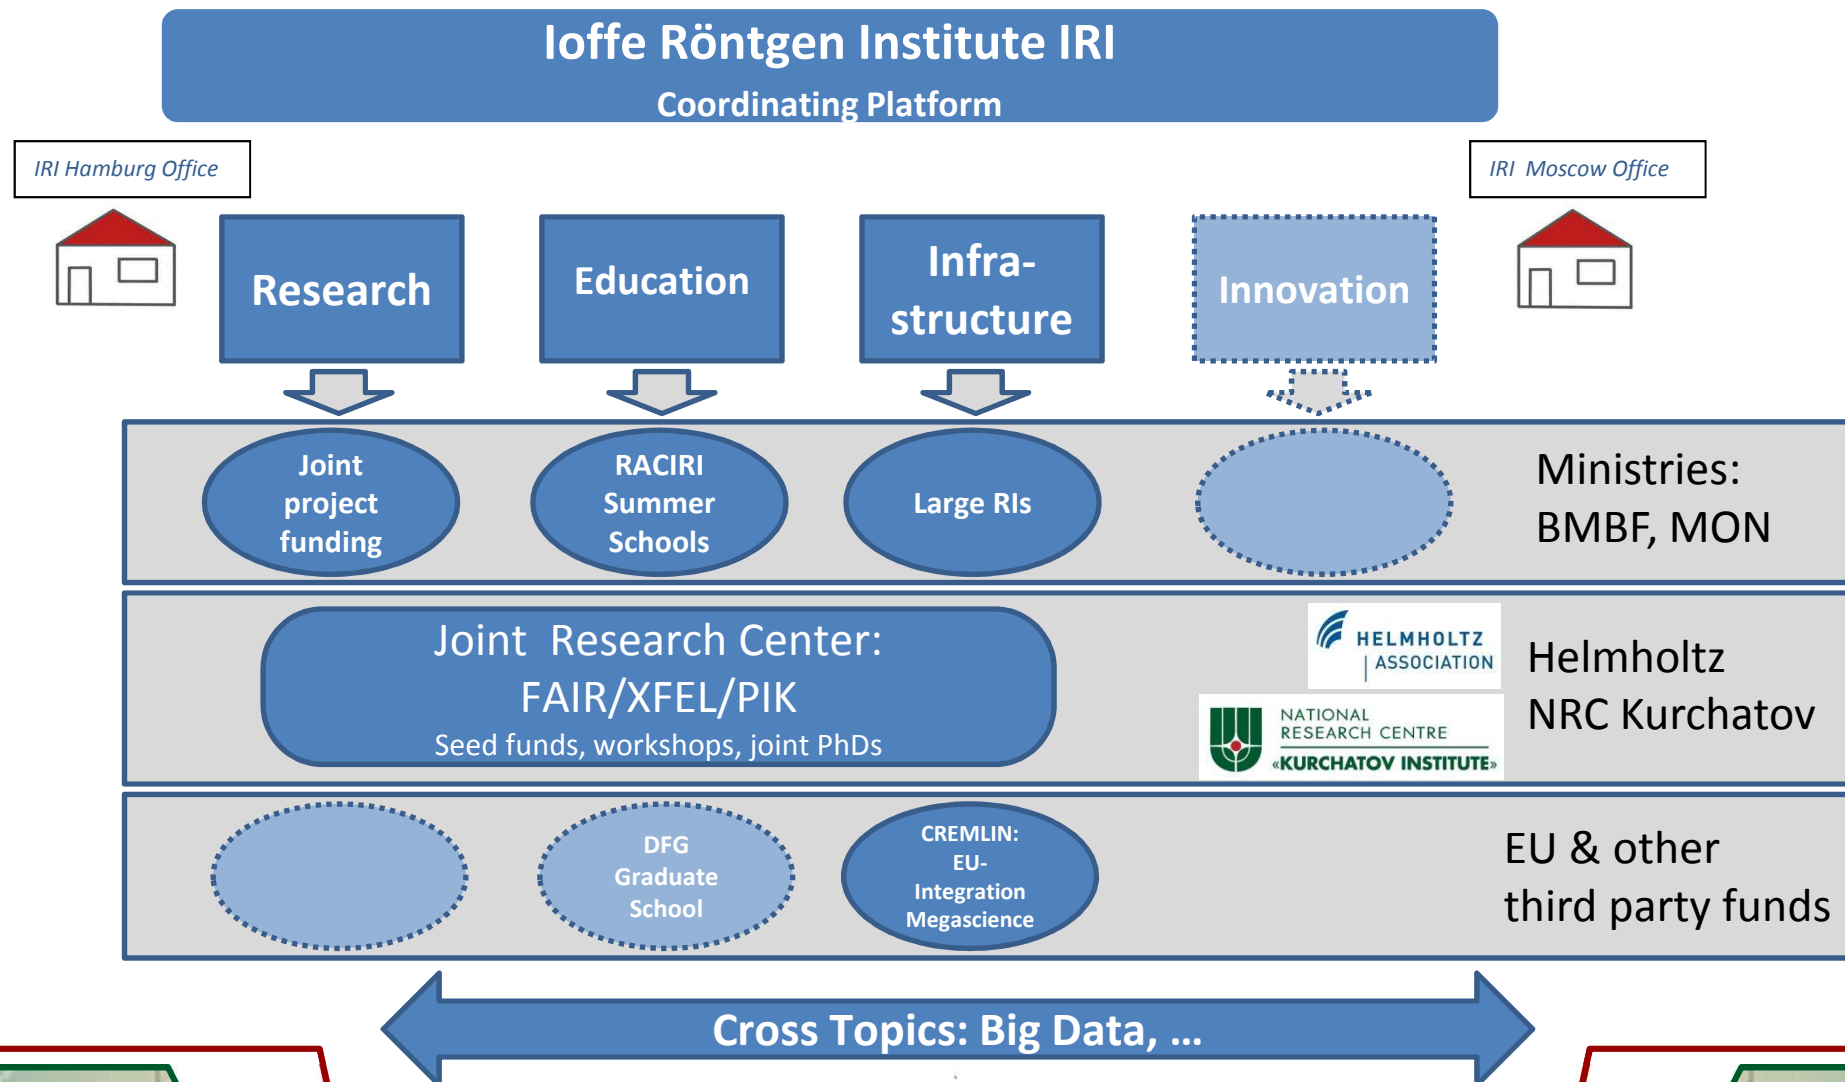 Ioffe Röntgen Institute IRI
Coordinating Platform
IRI Hamburg Office
IRI Moscow Office
Research
Education
Infra-
structure
Innovation
Joint
project
funding
RACIRI
Summer
Schools
Large RIs
Ministries:
BMBF, MON
Joint Research Center:
FAIR/XFEL/PIK
Seed funds, workshops, joint PhDs
HELMHOLTZ
ASSOCIATION
NATIONAL
RESEARCH CENTRE
«KURCHATOV INSTITUTE»
Helmholtz
NRC Kurchatov
DFG
Graduate
School
CREMLIN:
EU-
Integration
Megascience
EU & other
third party funds
Cross Topics: Big Data, ...